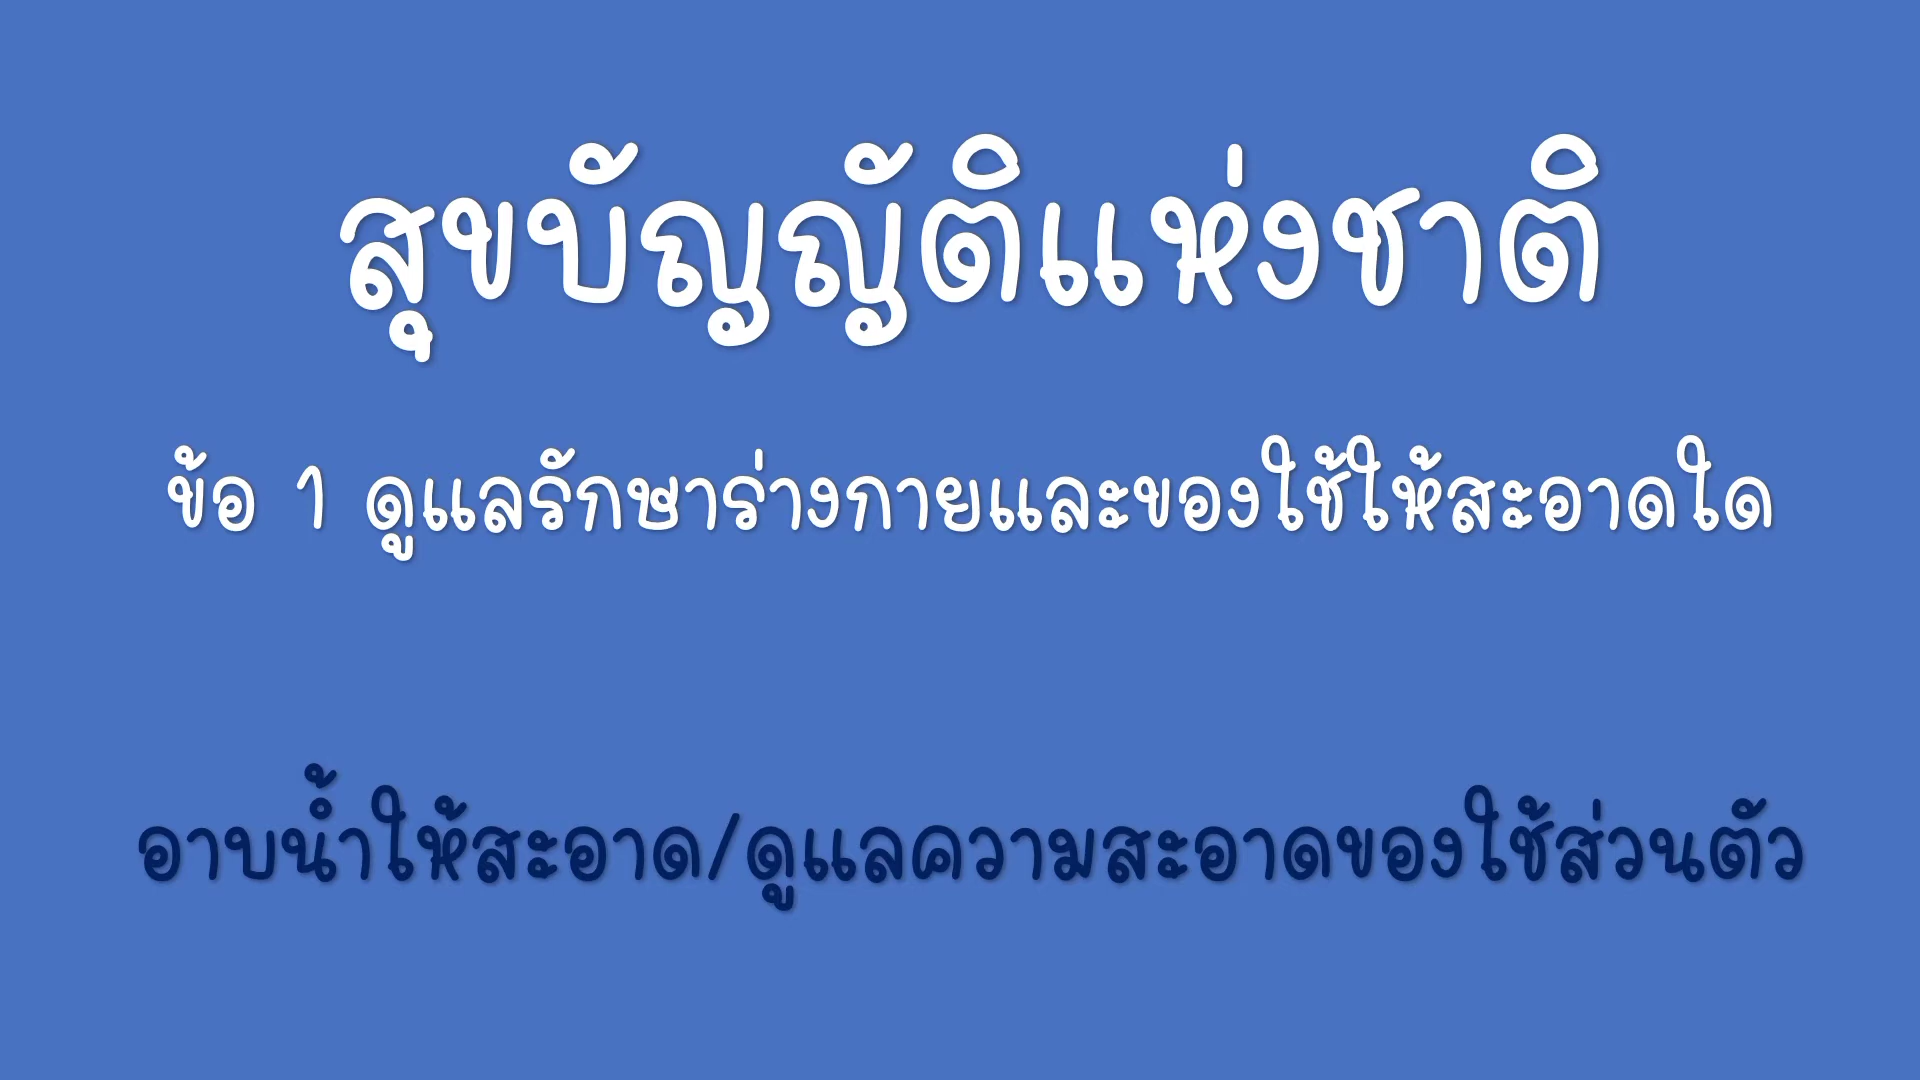 สุขบัญญัติแห่งชาติ
ข้อ 1 ดูแลรักษาร่างกายและของใช้ให้สะอาดใด
อาบน้ำให้สะอาด/ดูแลความสะอาดของใช้ส่วนตัว